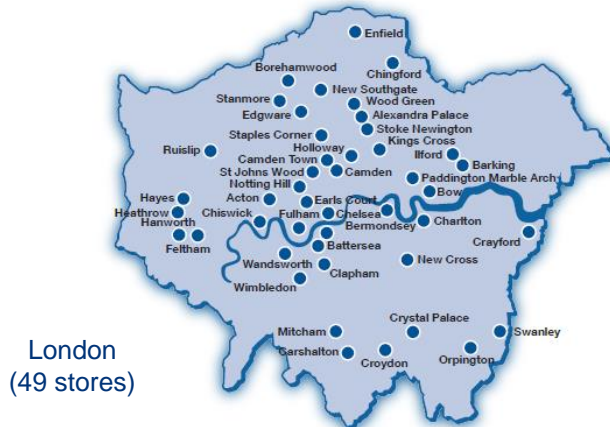 Enfield
Chingford
Borehamwood
New Southgate
Stanmore
Wood Green
Edgware
Alexandra Palace
Stoke Newington
Staples Corner
Kings Cross
Holloway
Ruislip
Ilford
Camden Town
Barking
St Johns Wood
Camden
Paddington Marble Arch
Notting Hill
Bow
Hayes
Acton
Earls Court
Heathrow
Chiswick
Fulham
Chelsea
Hanworth
Bermondsey
Charlton
Crayford
Feltham
Battersea
Wandsworth
Clapham
New Cross
Wimbledon
Mitcham
Crystal Palace
Swanley
Carshalton
Croydon
Orpington
London
(49 stores)